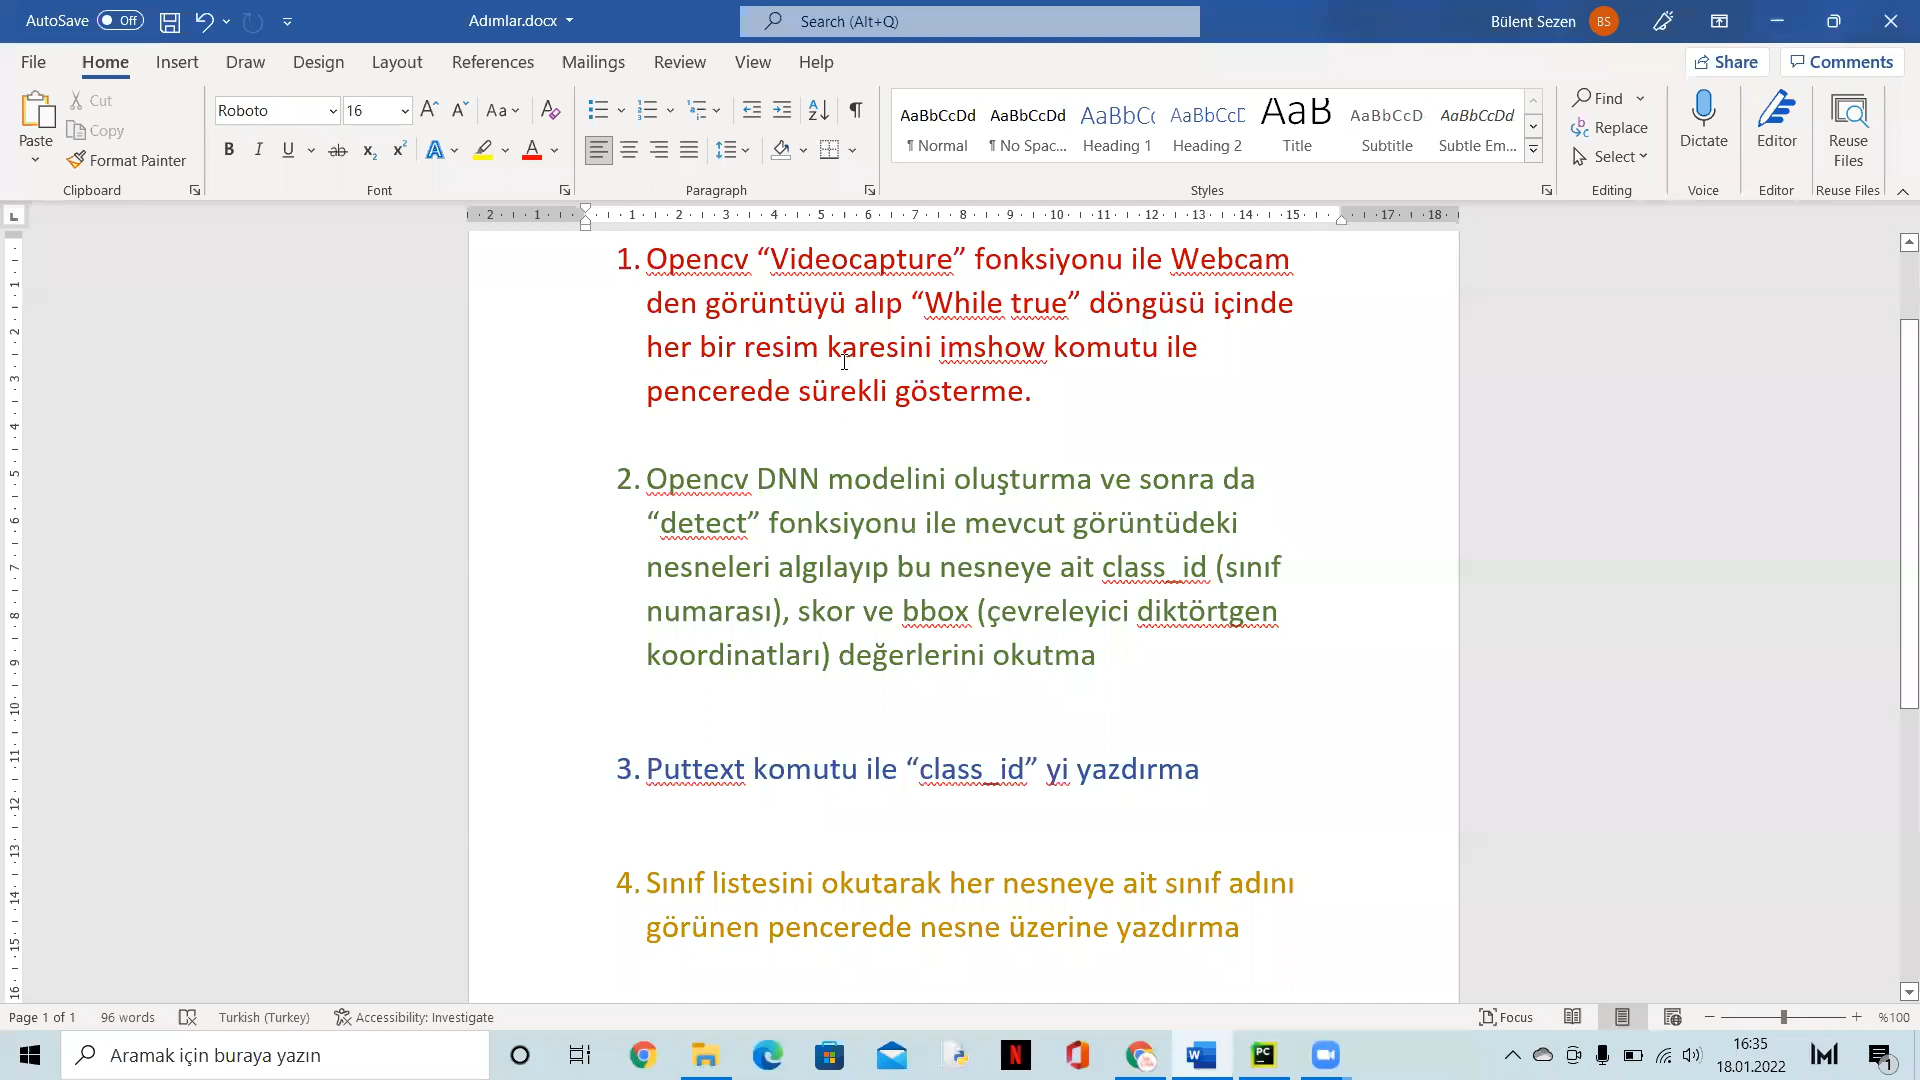 AutoSave Off Adımlar.docx Search (Alt+Q) Bülent Sezen BS
File Home Insert Draw Design Layout References Mailings Review View Help Share Comments
Paste Cut Copy Format Painter
Clipboard
Roboto 16
Font
Paragraph
AaBbCcDd AaBbCcDd AaBbCc AaBbCcD AaB AaBbCcD AaBbCcDd
¶ Normal ¶ No Spac... Heading 1 Heading 2 Title Subtitle Subtle Em...
Styles
Find
Replace
Select
Editing
Dictate
Voice
Editor
Editor
Reuse Files
Reuse Files
1. Opencv “Videocapture” fonksiyonu ile Webcam
den görüntüyü alıp “While true” döngüsü içinde
her bir resim karesini imshow komutu ile
pencerede sürekli gösterme.
2. Opencv DNN modelini oluşturma ve sonra da
“detect” fonksiyonu ile mevcut görüntüdeki
nesneleri algılayıp bu nesneye ait class_id (sınıf
numarası), skor ve bbox (çevreleyici diktörtgen
koordinatları) değerlerini okutma
3. Puttext komutu ile “class_id” yi yazdırma
4. Sınıf listesini okutarak her nesneye ait sınıf adını
görünen pencerede nesne üzerine yazdırma
Page 1 of 1 96 words Turkish (Turkey) Accessibility: Investigate Focus %100
Aramak için buraya yazın
16:35
18.01.2022